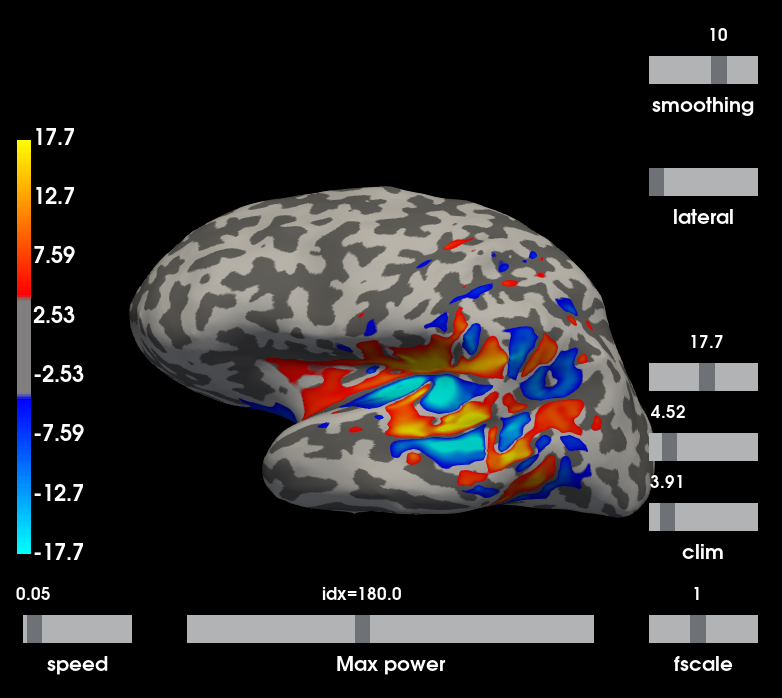 10
smoothing
lateral
17.7
12.7
7.59
2.53
-2.53
-7.59
-12.7
-17.7
17.7
4.52
3.91
clim
0.05
speed
idx=180.0
Max power
1
fscale